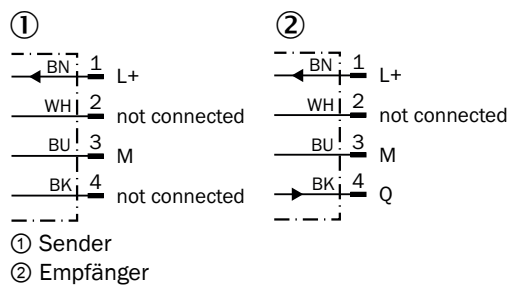 ① ②
BN 1 L+ BN 1 L+
WH 2 not connected WH 2 not connected
BU 3 M BU 3 M
BK 4 not connected BK 4 Q
① Sender
② Empfänger